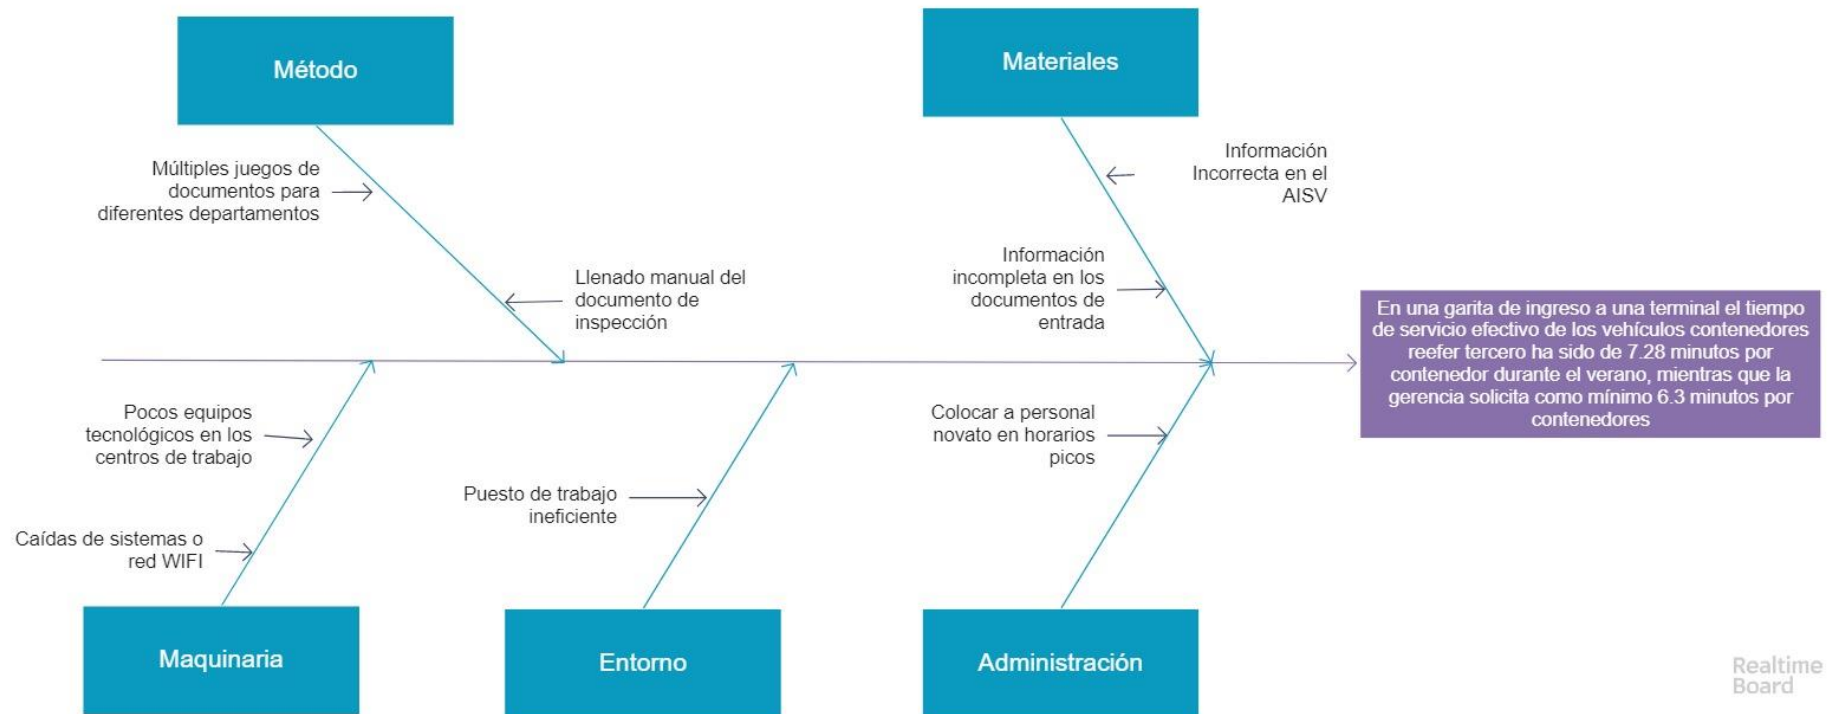 Método
Materiales
Múltiples juegos de
documentos para
diferentes departamentos
Información
Incorrecta en el
AISV
Llenado manual del
documento de
inspección
Información
incompleta en los
documentos de
entrada
En una garita de ingreso a una terminal el tiempo
de servicio efectivo de los vehículos contenedores
reefer tercero ha sido de 7.28 minutos por
contenedor durante el verano, mientras que la
gerencia solicita como mínimo 6.3 minutos por
contenedores
Pocos equipos
tecnológicos en los
centros de trabajo
Colocar a personal
novato en horarios
picos
Puesto de trabajo
ineficiente
Caídas de sistemas o
red WIFI
Maquinaria
Entorno
Administración
Realtime
Board